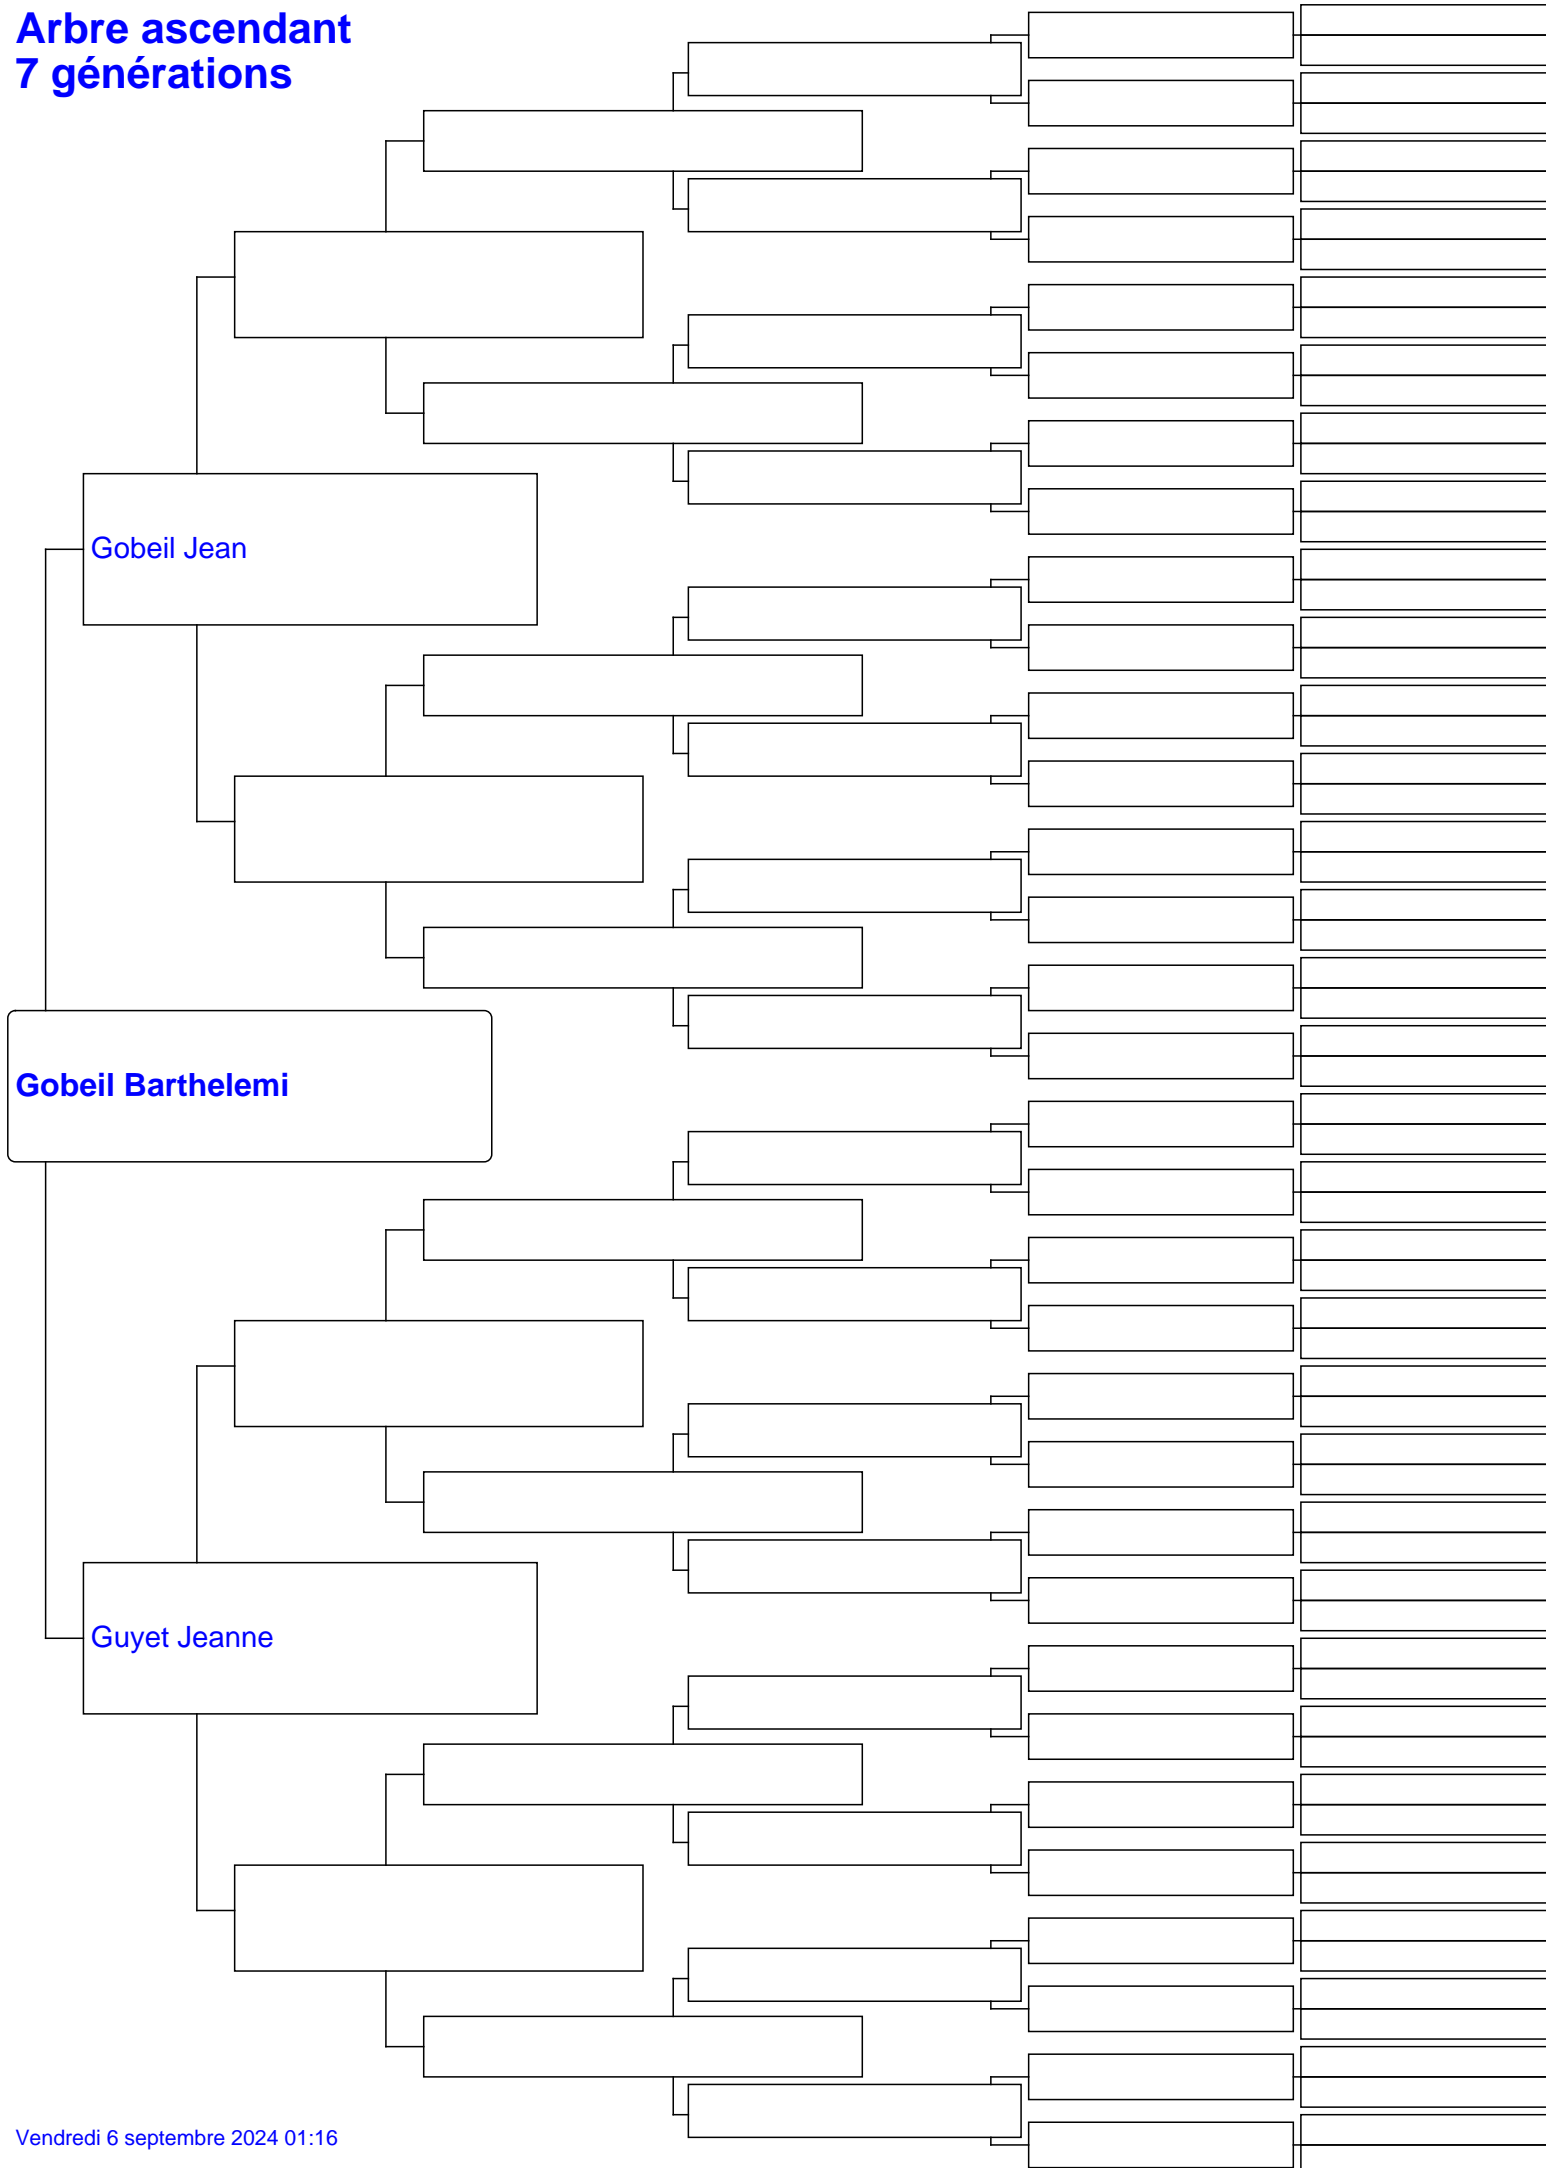 Arbre ascendant
7 générations
Gobeil Jean
Gobeil Barthelemi
Guyet Jeanne
Vendredi 6 septembre 2024 01:16